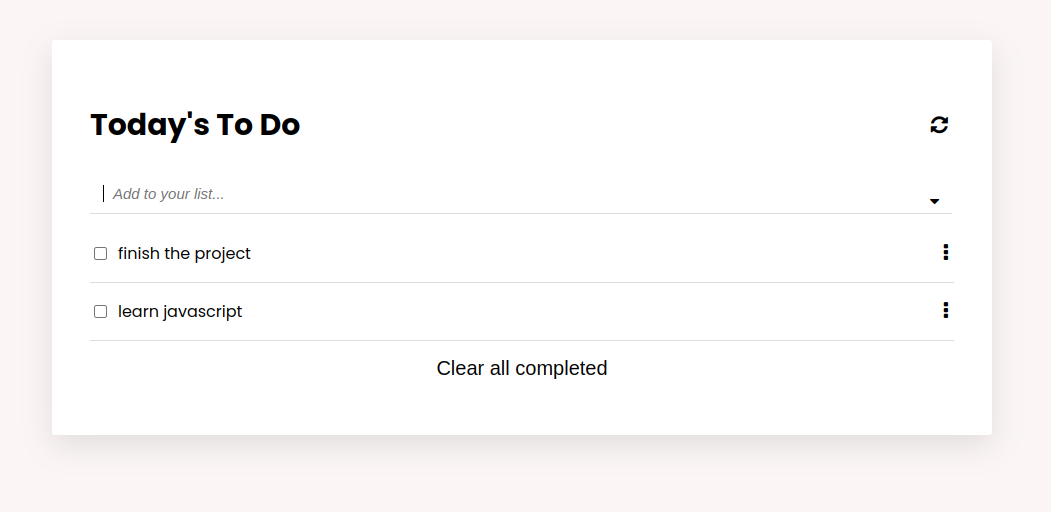 Today's To Do
Add to your list...
finish the project
learn javascript
Clear all completed